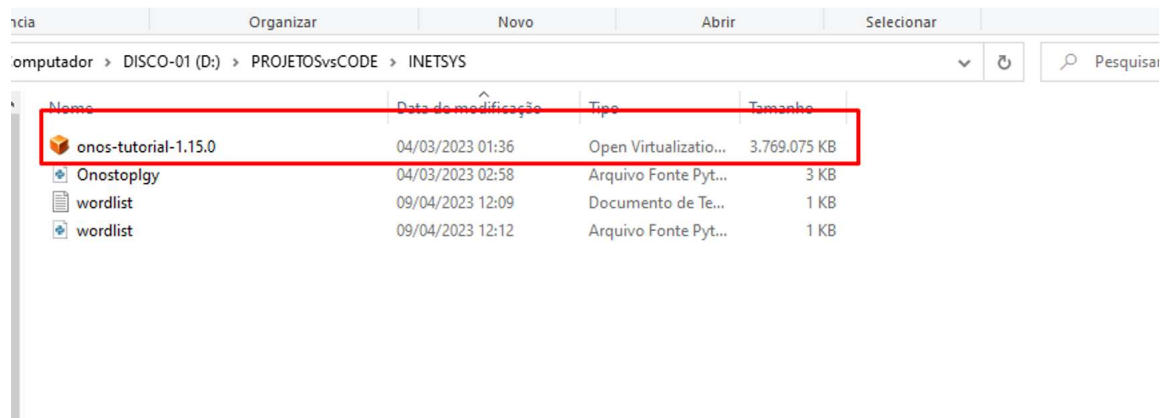 ncia Organizar Novo Abrir Selecionar
omputador > DISCO-01 (D:) > PROJETOSvsCODE > INETSYS Pesquisar
Nome Data de modificação Tipo Tamanho
onos-tutorial-1.15.0 04/03/2023 01:36 Open Virtualizatio... 3.769.075 KB
Onostoplgy 04/03/2023 02:58 Arquivo Fonte Pyt... 3 KB
wordlist 09/04/2023 12:09 Documento de Te... 1 KB
wordlist 09/04/2023 12:12 Arquivo Fonte Pyt... 1 KB